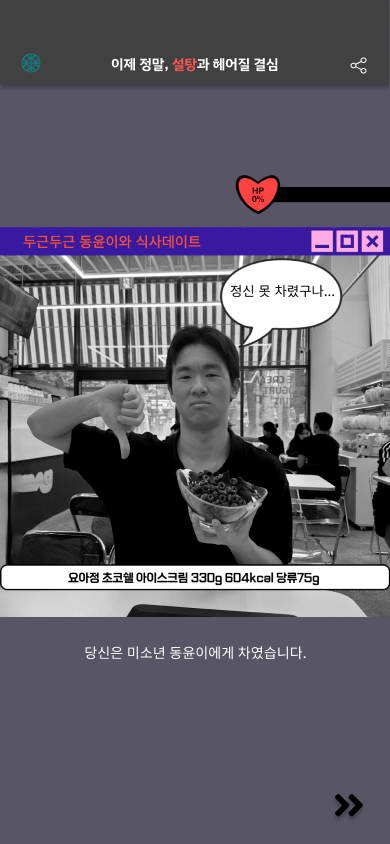 이제 정말, 설탕과 헤어질 결심
HP
0%
두근두근 동윤이와 식사데이트
정신 못 차렸구나...
요아정 초코쉘 아이스크림 330g 604kcal 당류75g
당신은 미소년 동윤이에게 차였습니다.